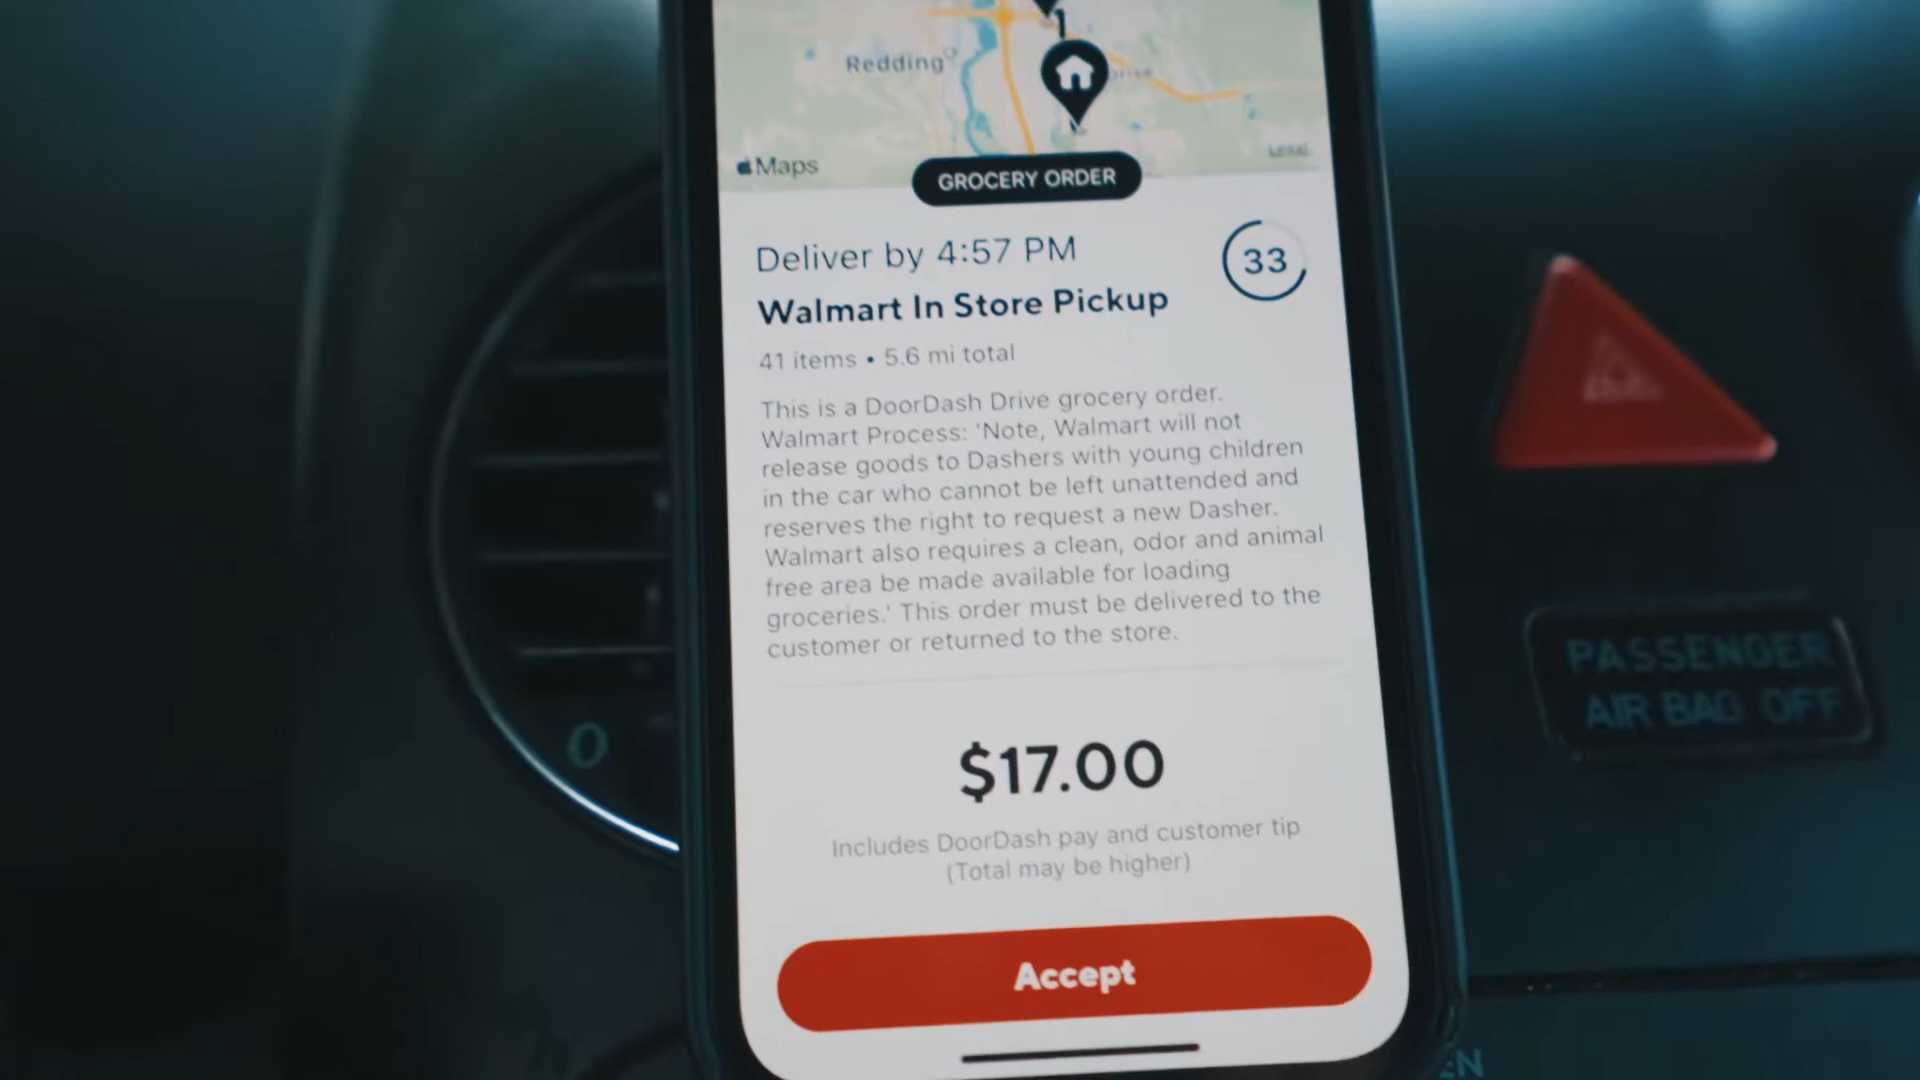 1
Redding
Maps
Legal
GROCERY ORDER
Deliver by 4:57 PM
33
Walmart In Store Pickup
41 items • 5.6 mi total
This is a DoorDash Drive grocery order.
Walmart Process: 'Note, Walmart will not
release goods to Dashers with young children
in the car who cannot be left unattended and
reserves the right to request a new Dasher.
Walmart also requires a clean, odor and animal
free area be made available for loading
groceries.' This order must be delivered to the
customer or returned to the store.
$17.00
Includes DoorDash pay and customer tip
(Total may be higher)
Accept
0
PASSENGER
AIR BAG OFF